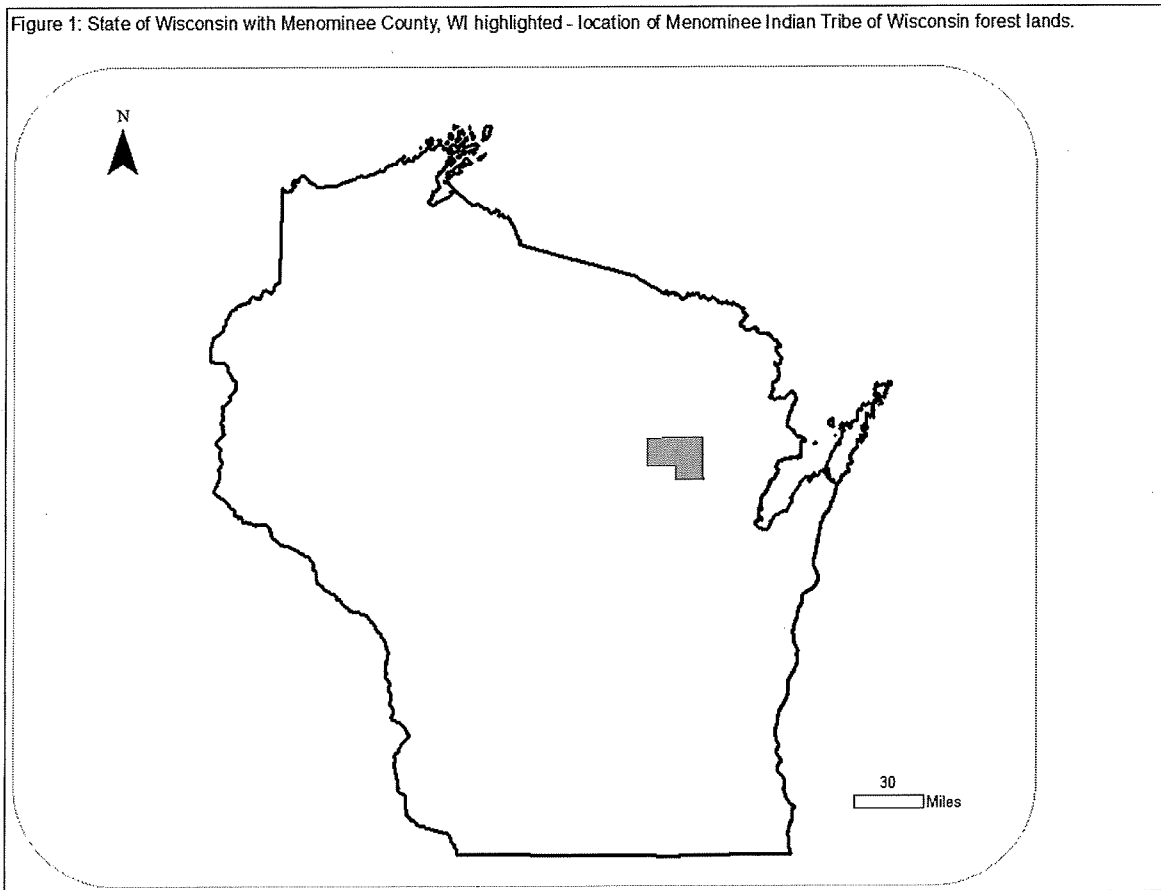 Figure 1: State of Wisconsin with Menominee County, WI highlighted - location of Menominee Indian Tribe of Wisconsin forest lands.
N
30
Miles